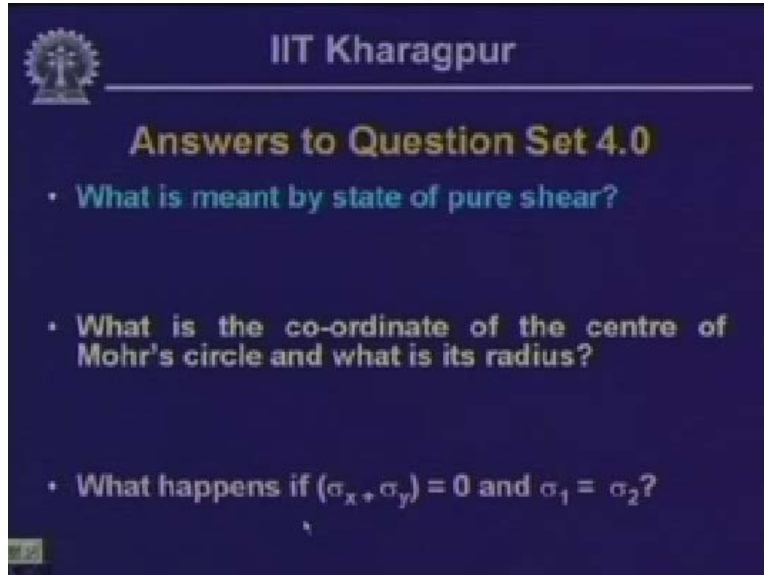 IIT Kharagpur
Answers to Question Set 4.0
• What is meant by state of pure shear?
• What is the co-ordinate of the centre of
Mohr's circle and what is its radius?
• What happens if (σₓ₊σᵧ) = 0 and σ₁ = σ₂?